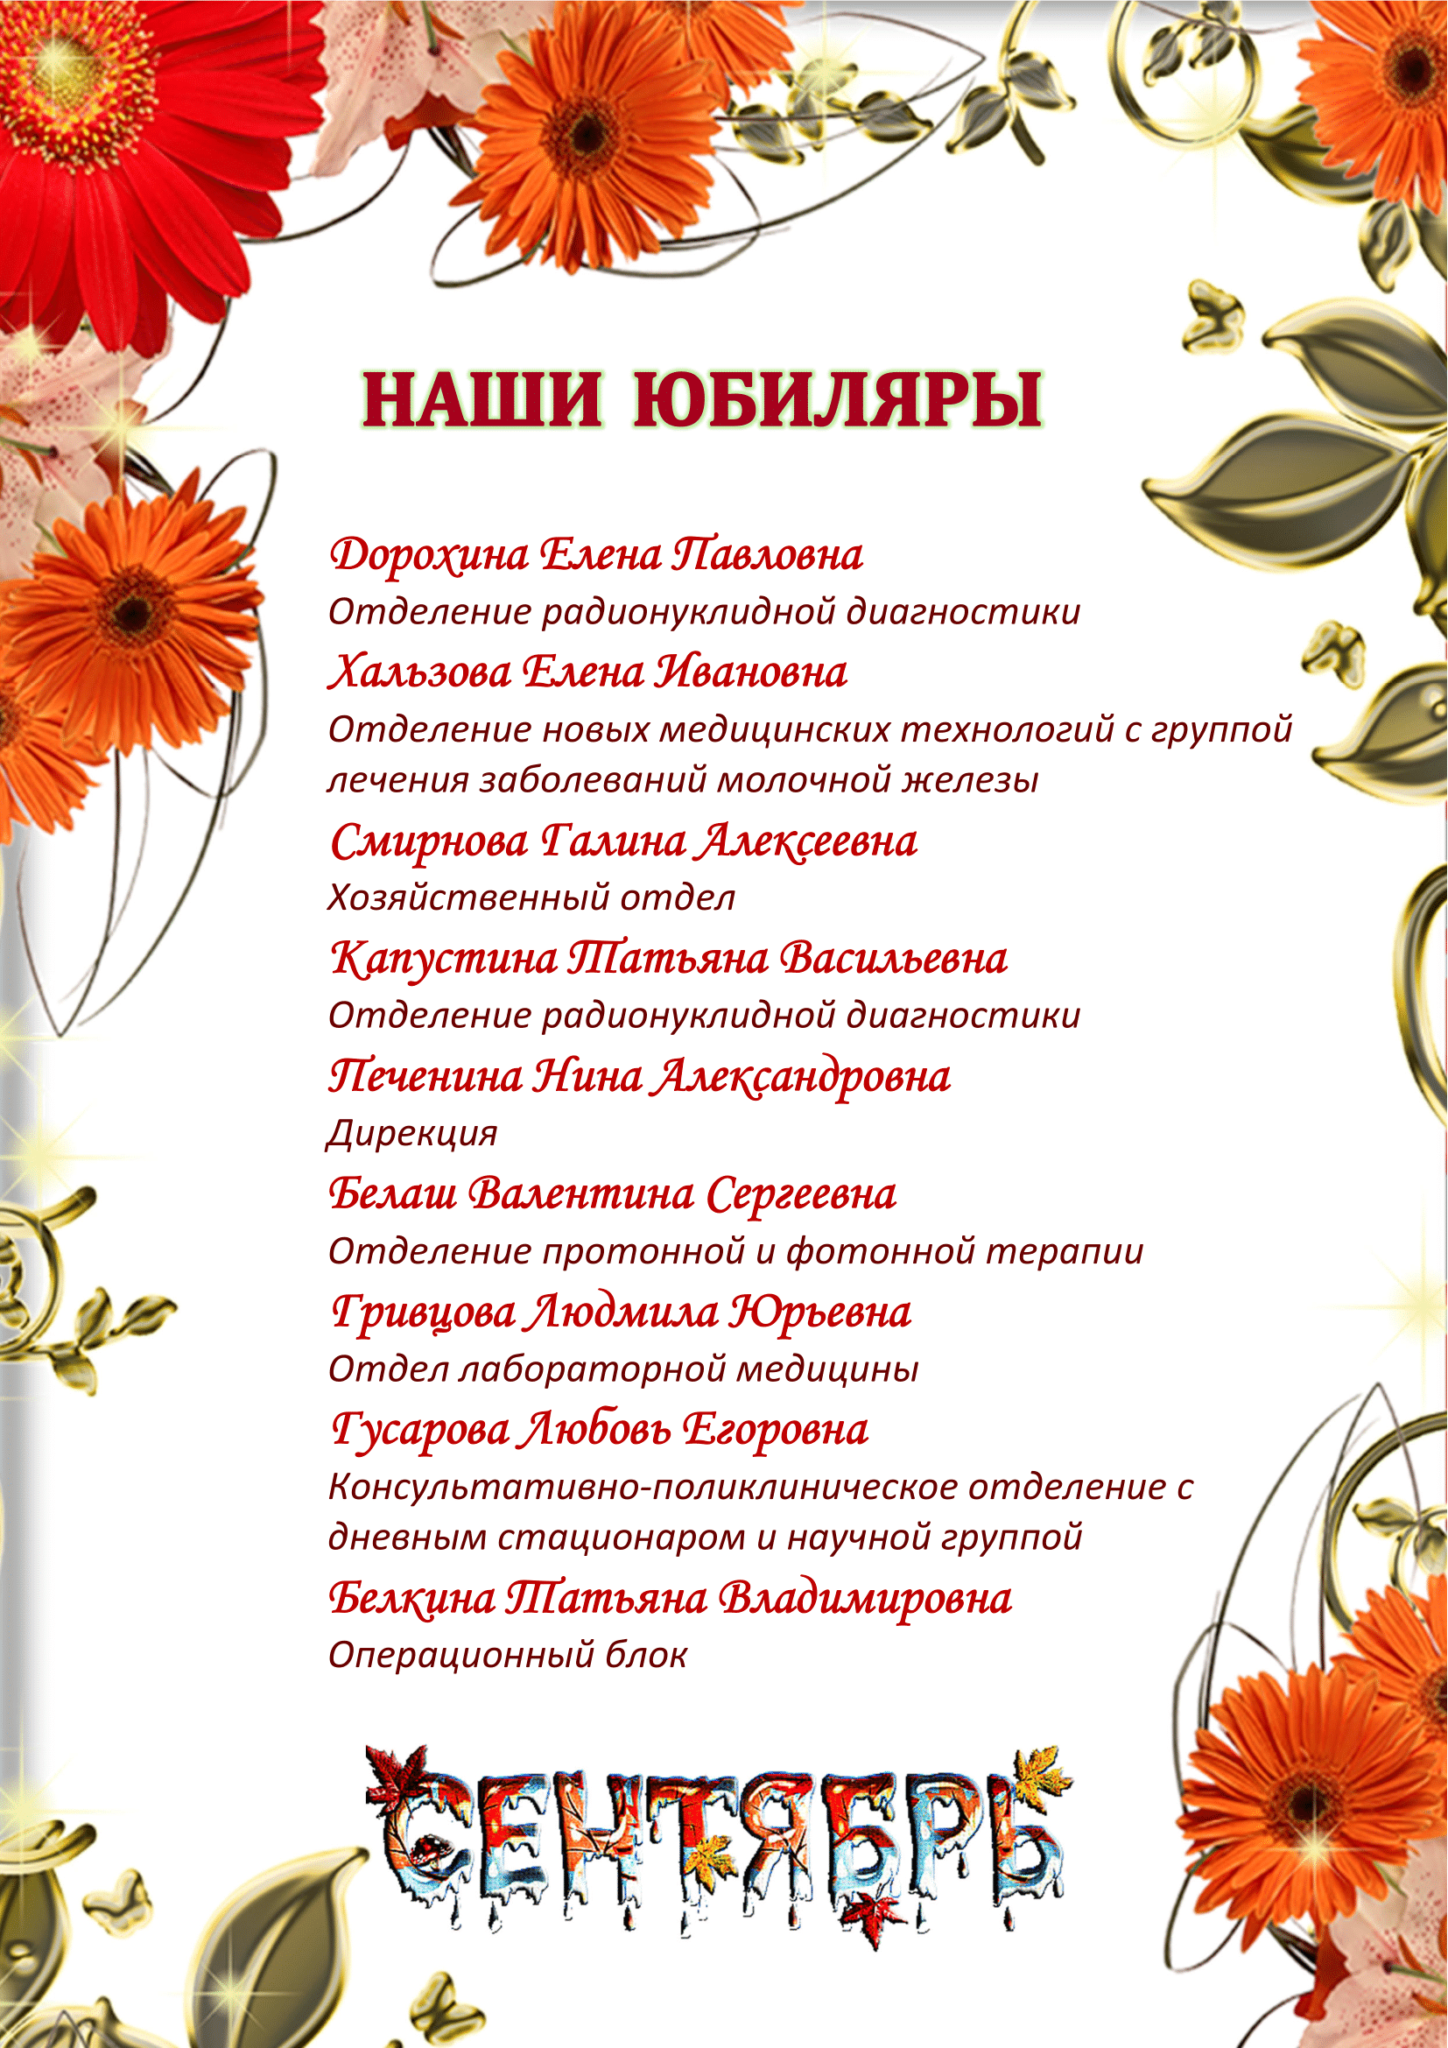 НАШИ ЮБИЛЯРЫ
Дорохина Елена Павловна
Отделение радионуклидной диагностики
Хальзова Елена Ивановна
Отделение новых медицинских технологий с группой
лечения заболеваний молочной железы
Смирнова Галина Алексеевна
Хозяйственный отдел
Капустина Татьяна Васильевна
Отделение радионуклидной диагностики
Печенина Нина Александровна
Дирекция
Белаш Валентина Сергеевна
Отделение протонной и фотонной терапии
Гривцова Людмила Юрьевна
Отдел лабораторной медицины
Гусарова Любовь Егоровна
Консультативно-поликлиническое отделение с
дневным стационаром и научной группой
Белкина Татьяна Владимировна
Операционный блок
СЕНТЯБРЬ